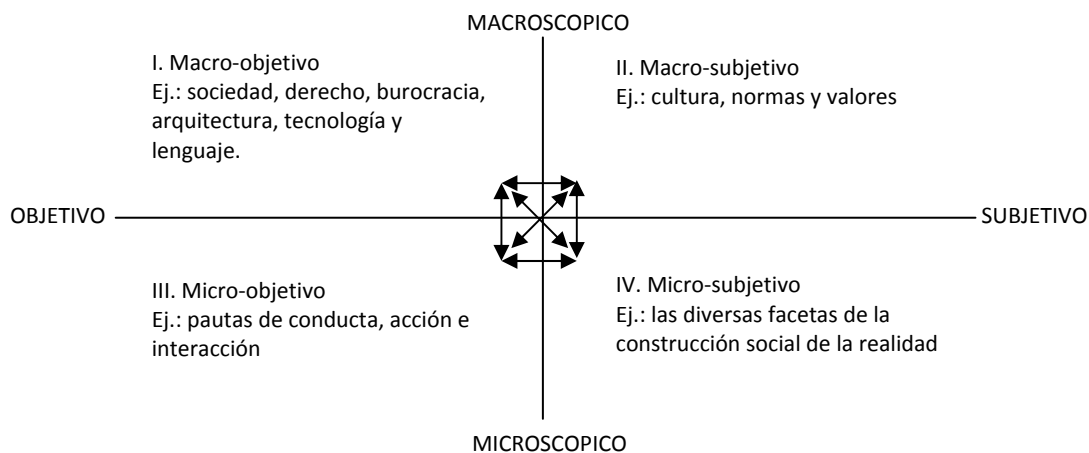 MACROSCOPICO
I. Macro-objetivo
Ej.: sociedad, derecho, burocracia,
arquitectura, tecnología y
lenguaje.
II. Macro-subjetivo
Ej.: cultura, normas y valores
OBJETIVO
SUBJETIVO
III. Micro-objetivo
Ej.: pautas de conducta, acción e
interacción
IV. Micro-subjetivo
Ej.: las diversas facetas de la
construcción social de la realidad
MICROSCOPICO